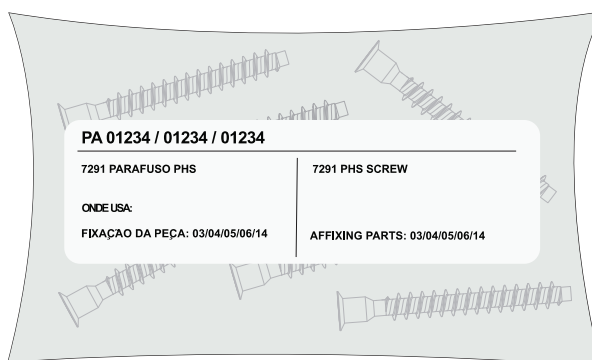 PA 01234 / 01234 / 01234
7291 PARAFUSO PHS
ONDE USA:
FIXAÇÃO DA PEÇA: 03/04/05/06/14
7291 PHS SCREW
AFFIXING PARTS: 03/04/05/06/14